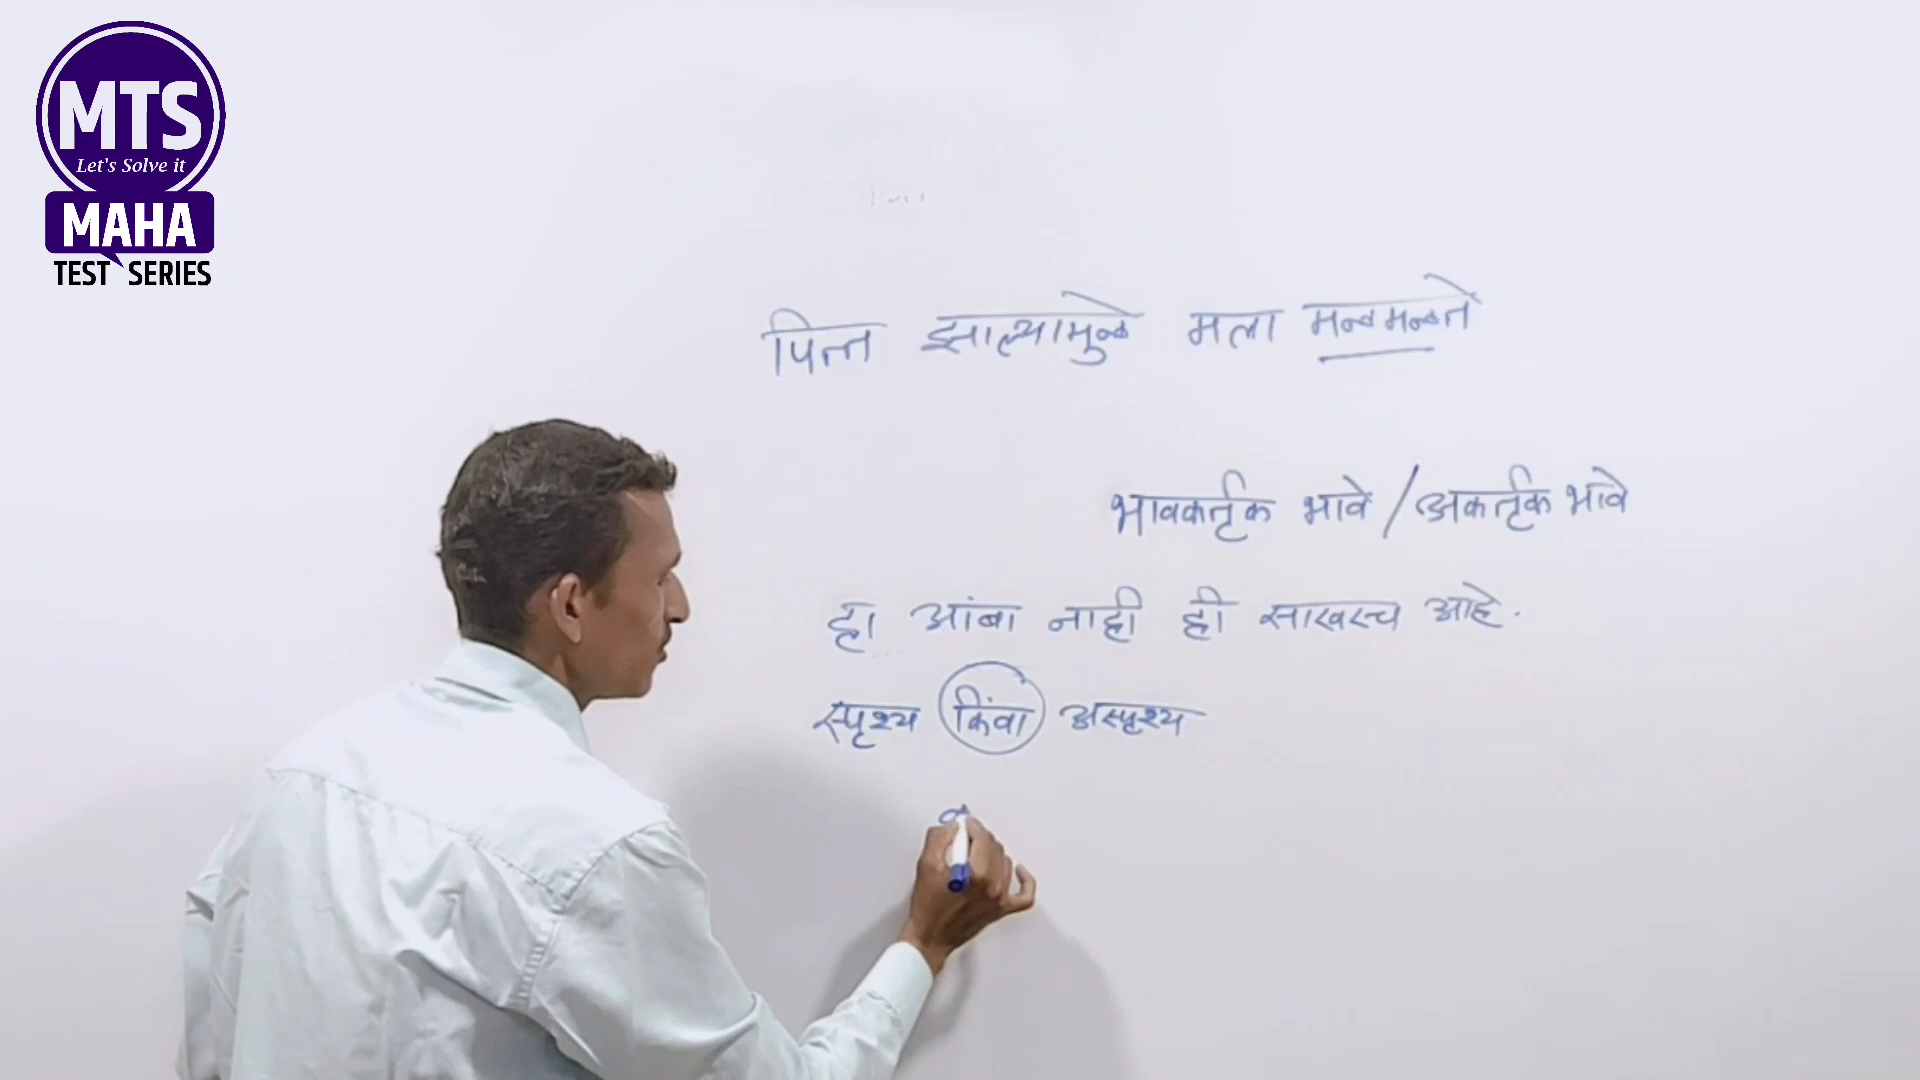 MTS
Let's Solve it
MAHA
TEST SERIES
पित्त झाल्यामुळे मला मळमळते
भावकर्तृक भावे / अकर्तृक भावे
हा आंबा नाही ही साखरच आहे.
स्पृश्य किंवा अस्पृश्य